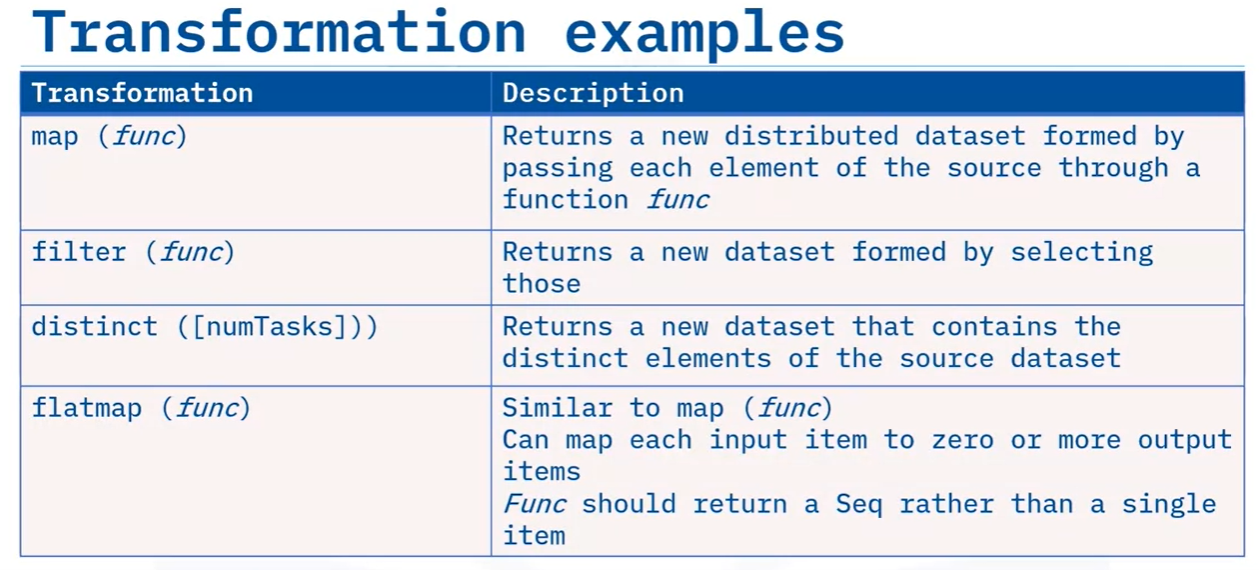 Transformation examples
Transformation
Description
map (func)
Returns a new distributed dataset formed by
passing each element of the source through a
function func
filter (func)
Returns a new dataset formed by selecting
those
distinct ([numTasks]))
Returns a new dataset that contains the
distinct elements of the source dataset
flatmap (func)
Similar to map (func)
Can map each input item to zero or more output
items
Func should return a Seq rather than a single
item